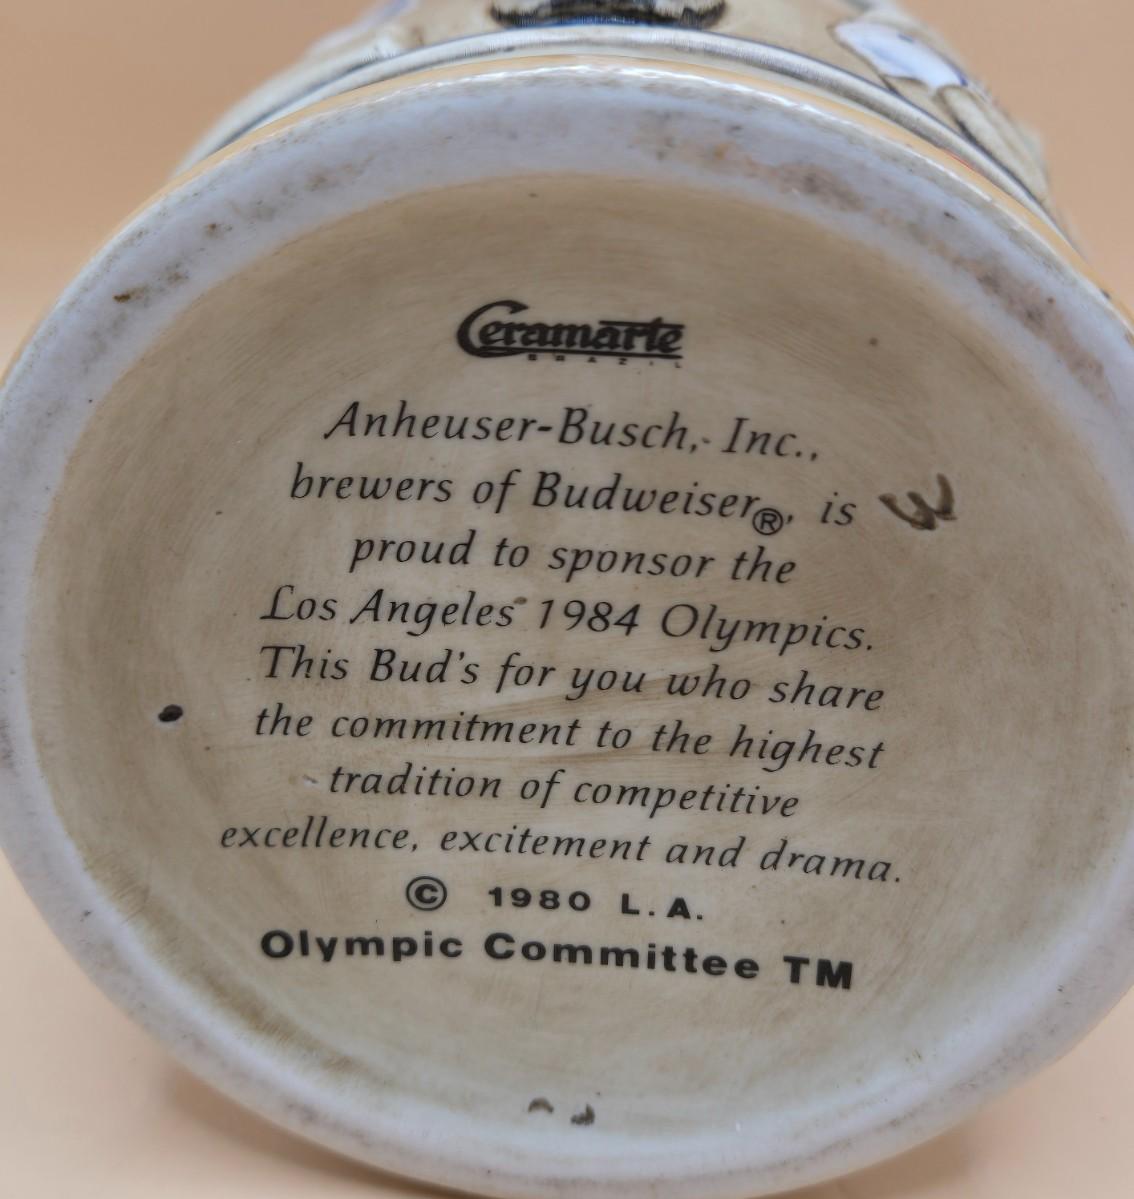 Ceramarte
BRAZIL
Anheuser-Busch, Inc.,
brewers of Budweiser®, is
proud to sponsor the
Los Angeles 1984 Olympics.
This Bud's for you who share
the commitment to the highest
tradition of competitive
excellence, excitement and drama.
© 1980 L.A.
Olympic Committee TM